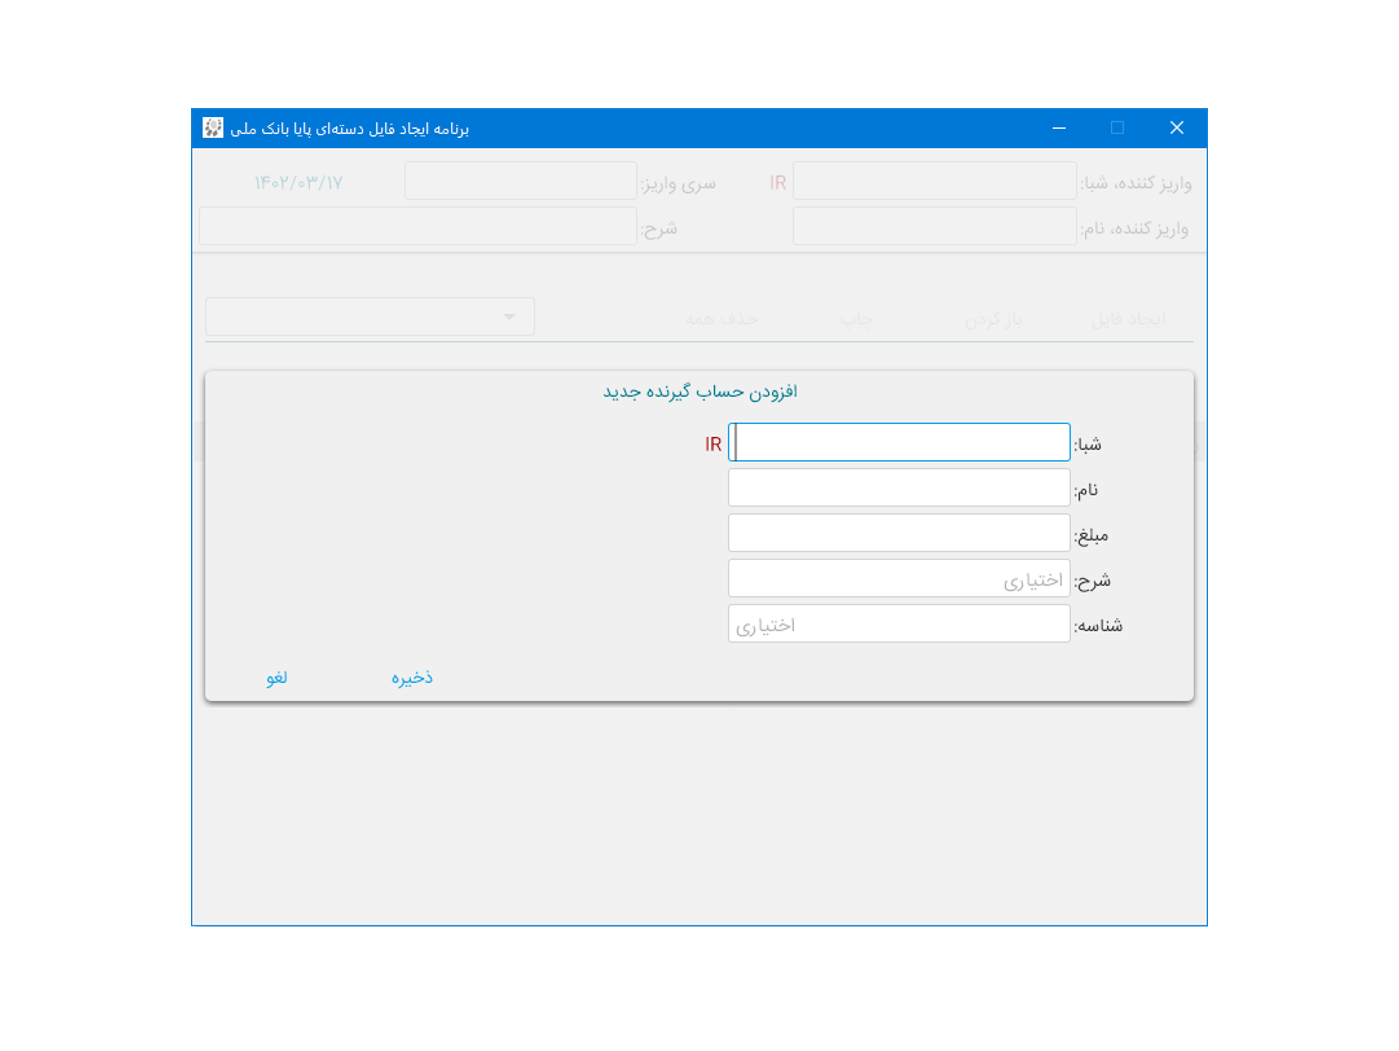 برنامه ایجاد فایل دسته‌ای پایا بانک ملی
واریز کننده، شبا: IR سری واریز: ۱۴۰۲/۰۳/۱۷
واریز کننده، نام: شرح:
ایجاد فایل باز کردن چاپ حذف همه
افزودن حساب گیرنده جدید
شبا: IR
نام:
مبلغ:
شرح: اختیاری
شناسه: اختیاری
ذخیره لغو